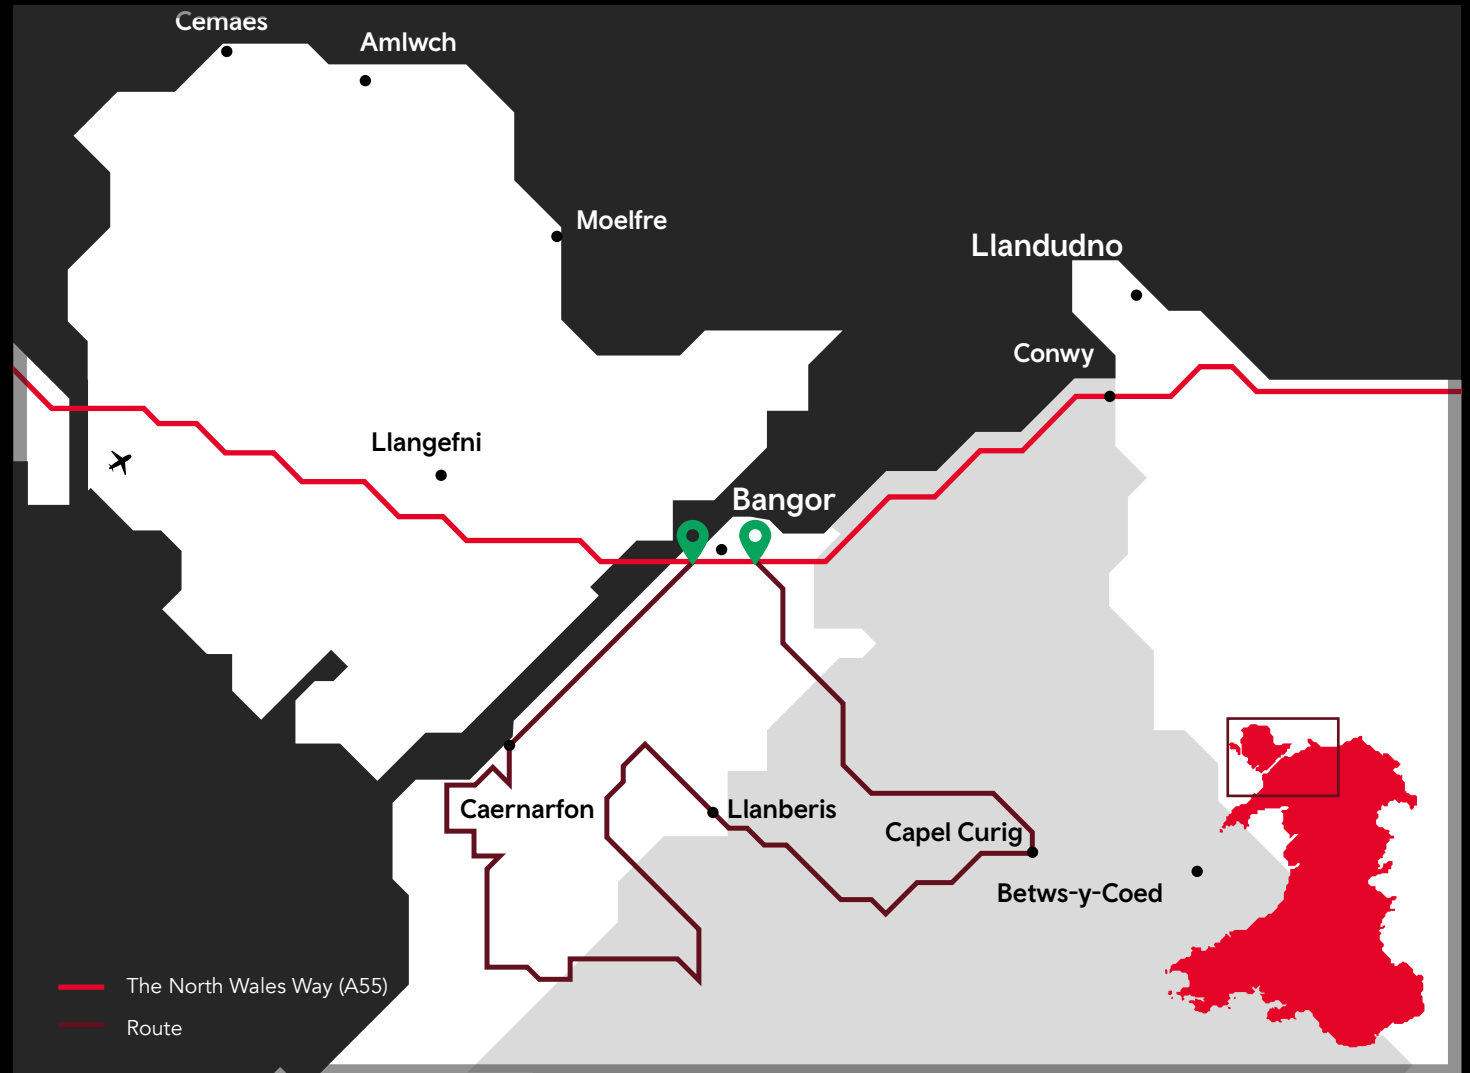 Cemaes
Amlwch
Moelfre
Llandudno
Conwy
Llangefni
Bangor
Caernarfon
Llanberis
Capel Curig
Betws-y-Coed
The North Wales Way (A55)
Route